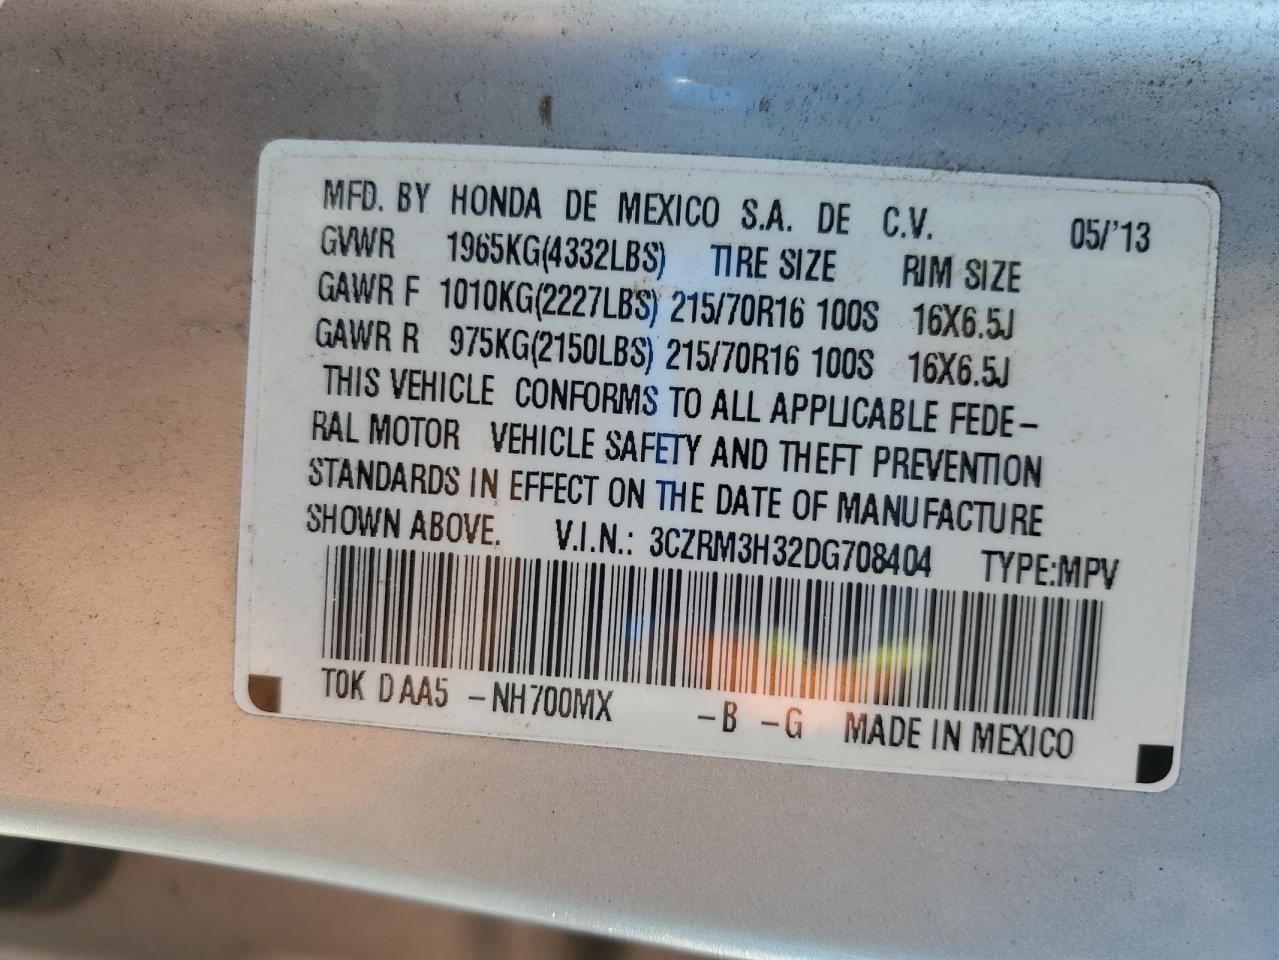 MFD. BY HONDA DE MEXICO S.A. DE C.V. 05/'13
GVWR 1965KG(4332LBS) TIRE SIZE RIM SIZE
GAWR F 1010KG(2227LBS) 215/70R16 100S 16X6.5J
GAWR R 975KG(2150LBS) 215/70R16 100S 16X6.5J
THIS VEHICLE CONFORMS TO ALL APPLICABLE FEDE-
RAL MOTOR VEHICLE SAFETY AND THEFT PREVENTION
STANDARDS IN EFFECT ON THE DATE OF MANUFACTURE
SHOWN ABOVE. V.I.N.: 3CZRM3H32DG708404 TYPE:MPV
T0K DAA5 -NH700MX -B -G MADE IN MEXICO